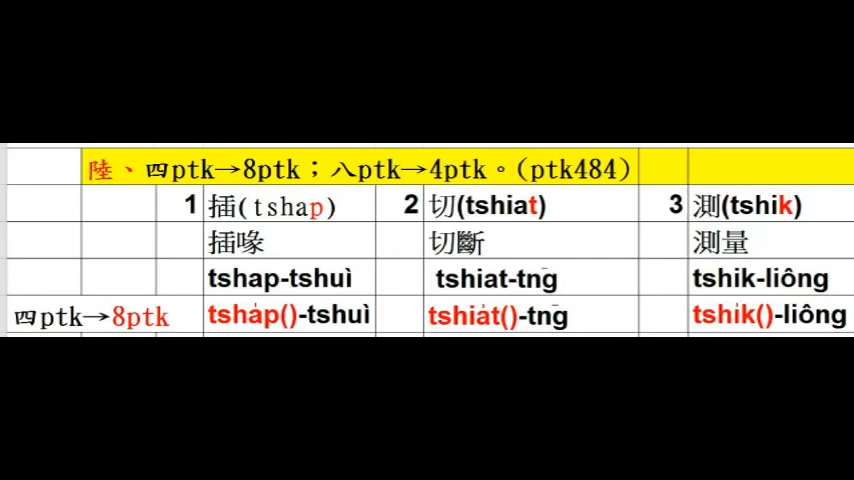 陸、四ptk→8ptk；八ptk→4ptk。(ptk484)
1 插(tshap) 2 切(tshiat) 3 測(tshik)
插喙 切斷 測量
tshap-tshuì tshiat-tn̄g tshik-liông
四ptk→8ptk tsha̍p()-tshuì tshia̍t()-tn̄g tshi̍k()-liông